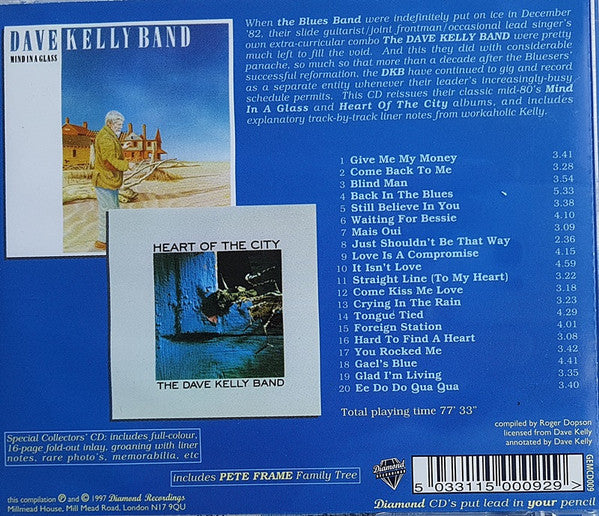 DAVE KELLY BAND
MIND IN A GLASS
When the Blues Band were indefinitely put on ice in December
'82, their slide guitarist/joint frontman/occasional lead singer's
own extra-curricular combo The DAVE KELLY BAND were pretty
much left to fill the void. And this they did with considerable
panache, so much so that more than a decade after the Bluesers'
successful reformation, the DKB have continued to gig and record
as a separate entity whenever their leader's increasingly-busy
schedule permits. This CD reissues their classic mid-80's Mind
In A Glass and Heart Of The City albums, and includes
explanatory track-by-track liner notes from workaholic Kelly.
HEART OF THE CITY
THE DAVE KELLY BAND
1 Give Me My Money 3.41
2 Come Back To Me 3.28
3 Blind Man 3.54
4 Back In The Blues 5.33
5 Still Believe In You 5.38
6 Waiting For Bessie 4.10
7 Mais Oui 3.09
8 Just Shouldn't Be That Way 2.36
9 Love Is A Compromise 4.15
10 It Isn't Love 4.59
11 Straight Line (To My Heart) 3.22
12 Come Kiss Me Love 3.18
13 Crying In The Rain 3.23
14 Tongue Tied 4.29
15 Foreign Station 4.01
16 Hard To Find A Heart 4.08
17 You Rocked Me 4.22
18 Gael's Blue 4.20
19 Glad I'm Living 3.25
20 Ee Do Do Qua Qua 3.40
Total playing time 77' 33"
compiled by Roger Dopson
licensed from Dave Kelly
annotated by Dave Kelly
Special Collectors' CD: includes full-colour,
16-page fold-out inlay, groaning with liner
notes, rare photo's, memorabilia, etc
includes PETE FRAME Family Tree
this compilation ℗ and © 1997 Diamond Recordings
Millmead House, Mill Mead Road, London N17 9QU
Diamond
RECORDINGS
5 033115 000929 >
GEMCD009
Diamond CD's put lead in your pencil